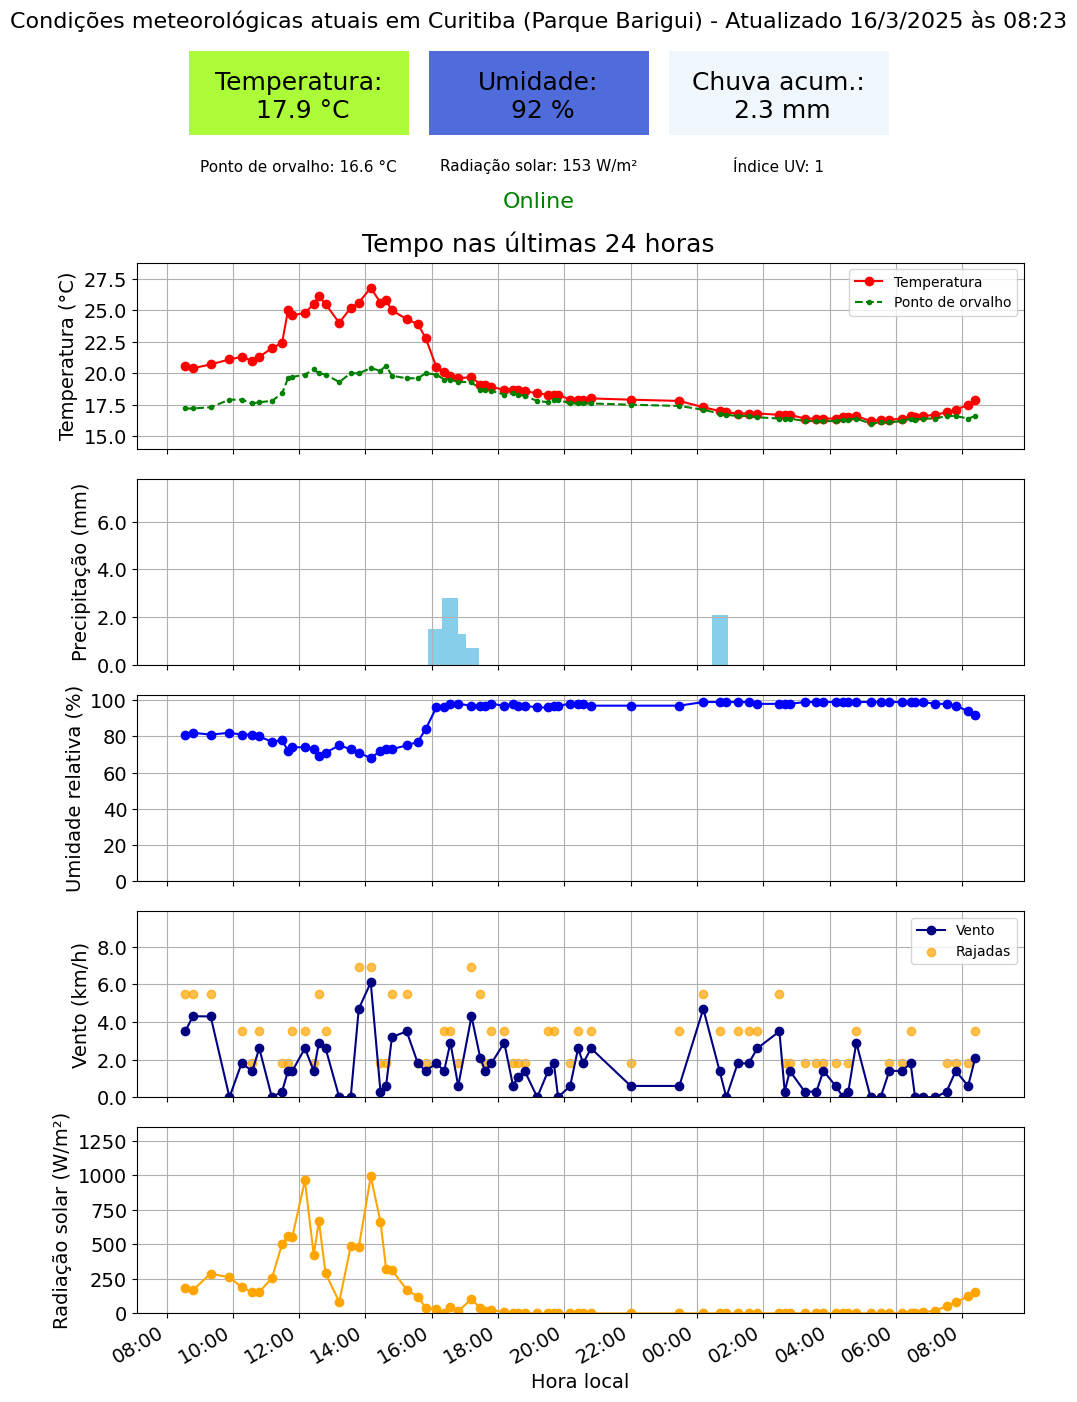 Condições meteorológicas atuais em Curitiba (Parque Barigui) - Atualizado 16/3/2025 às 08:23
Temperatura:
17.9 °C
Umidade:
92 %
Chuva acum.:
2.3 mm
Ponto de orvalho: 16.6 °C
Radiação solar: 153 W/m²
Índice UV: 1
Online
Tempo nas últimas 24 horas
Temperatura (°C)
27.5
25.0
22.5
20.0
17.5
15.0
Temperatura
Ponto de orvalho
Precipitação (mm)
6.0
4.0
2.0
0.0
Umidade relativa (%)
100
80
60
40
20
0
Vento (km/h)
8.0
6.0
4.0
2.0
0.0
Vento
Rajadas
Radiação solar (W/m²)
1250
1000
750
500
250
0
08:00
10:00
12:00
14:00
16:00
18:00
20:00
22:00
00:00
02:00
04:00
06:00
08:00
Hora local